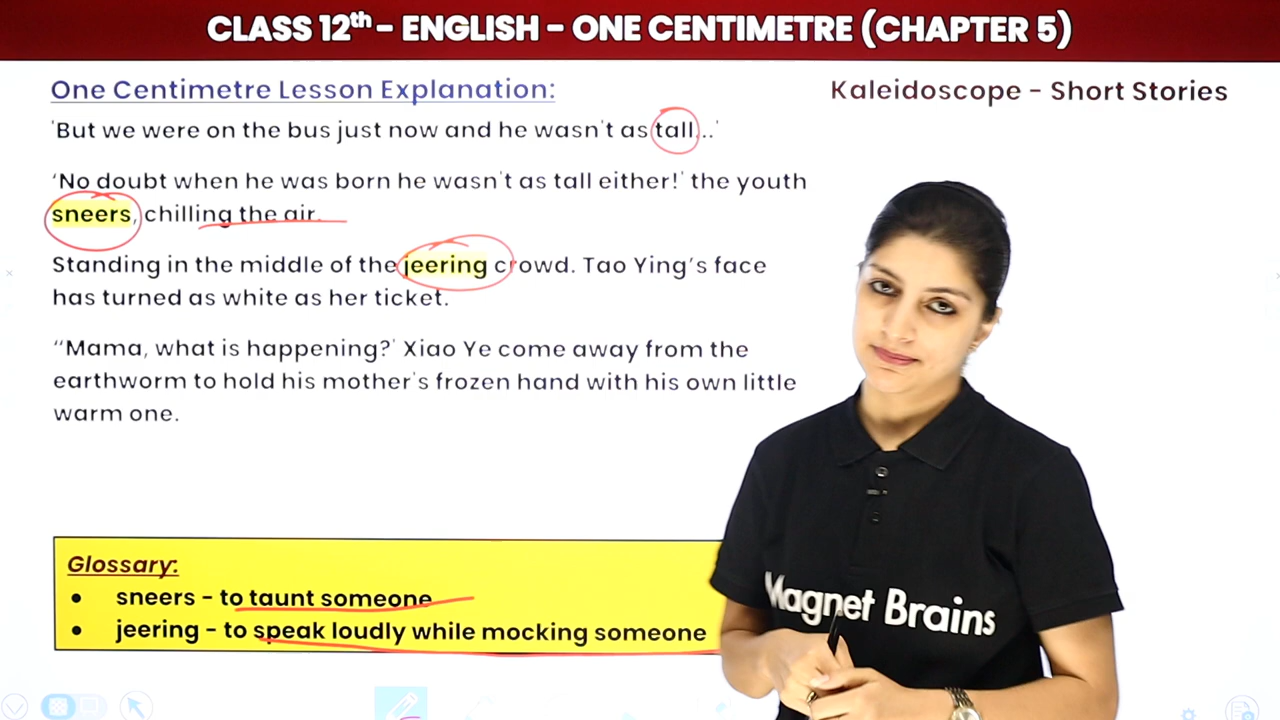 CLASS 12th - ENGLISH - ONE CENTIMETRE (CHAPTER 5)
One Centimetre Lesson Explanation:
Kaleidoscope - Short Stories
'But we were on the bus just now and he wasn't as tall...'
‘No doubt when he was born he wasn't as tall either!' the youth
sneers, chilling the air.
Standing in the middle of the jeering crowd. Tao Ying’s face
has turned as white as her ticket.
“Mama, what is happening?' Xiao Ye come away from the
earthworm to hold his mother's frozen hand with his own little
warm one.
Glossary:
• sneers – to taunt someone
• jeering – to speak loudly while mocking someone
Magnet Brains